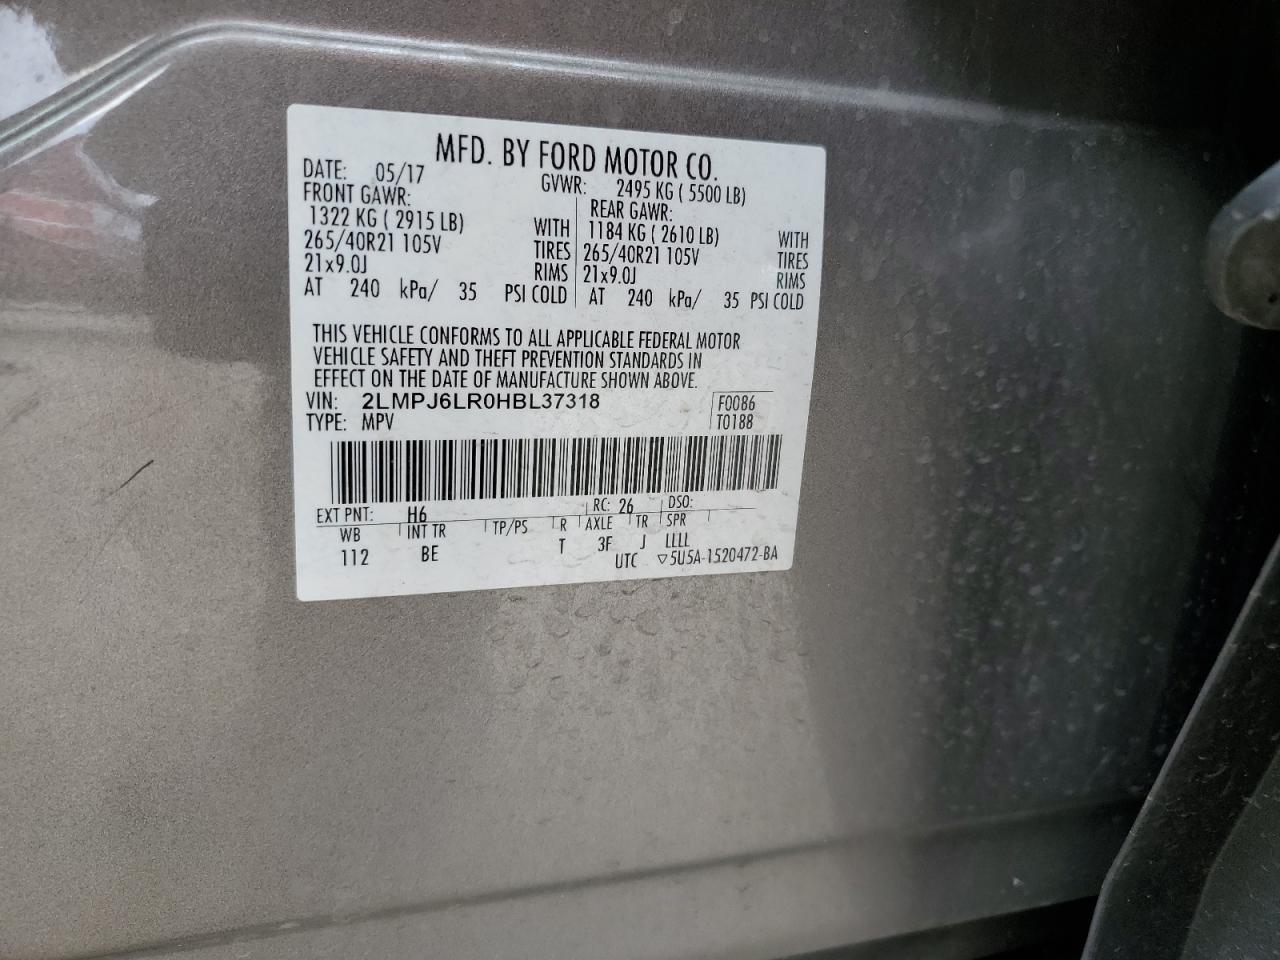 MFD. BY FORD MOTOR CO.
DATE: 05/17 GVWR: 2495 KG ( 5500 LB)
FRONT GAWR: REAR GAWR:
1322 KG ( 2915 LB) WITH 1184 KG ( 2610 LB) WITH
265/40R21 105V TIRES 265/40R21 105V TIRES
21x9.0J RIMS 21x9.0J RIMS
AT 240 kPa/ 35 PSI COLD AT 240 kPa/ 35 PSI COLD
THIS VEHICLE CONFORMS TO ALL APPLICABLE FEDERAL MOTOR
VEHICLE SAFETY AND THEFT PREVENTION STANDARDS IN
EFFECT ON THE DATE OF MANUFACTURE SHOWN ABOVE.
VIN: 2LMPJ6LR0HBL37318 F0086
TYPE: MPV T0188
EXT PNT: H6 RC: 26 DSO:
WB INT TR TP/PS R AXLE TR SPR
112 BE T 3F J LLLL
UTC ▽5U5A-1520472-BA